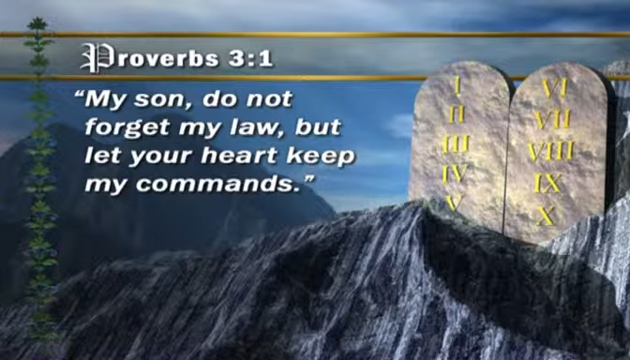 Proverbs 3:1
“My son, do not
forget my law, but
let your heart keep
my commands.”
I
II
III
IV
V
VI
VII
VIII
IX
X